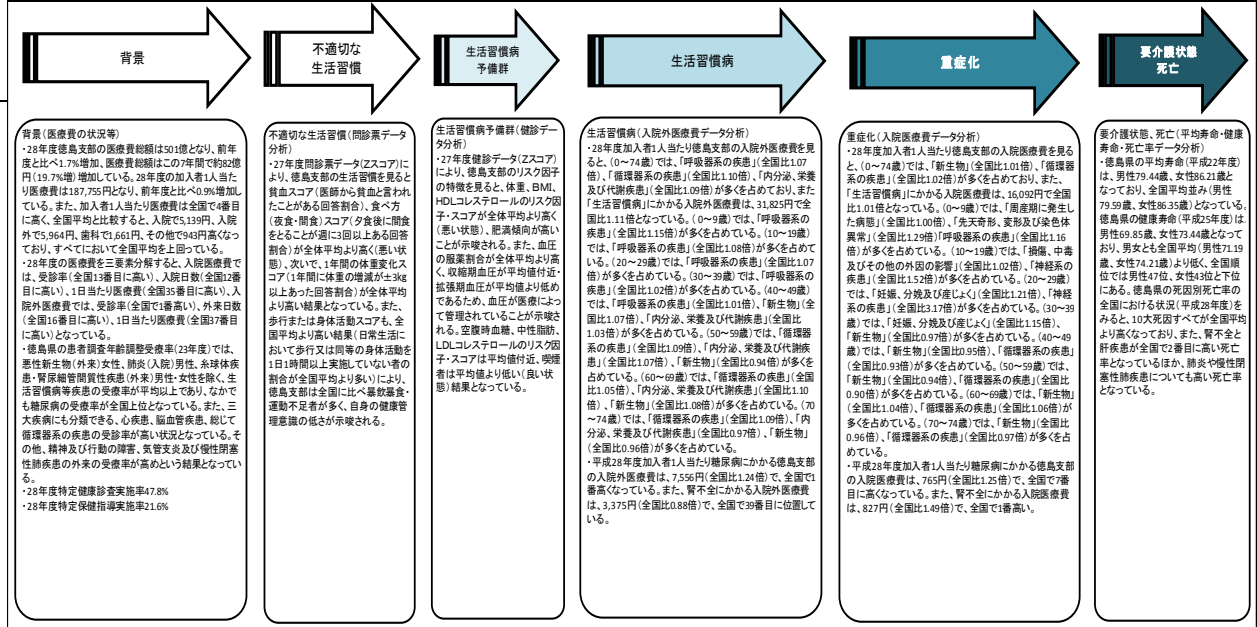 背景
不適切な
生活習慣
生活習慣病
予備群
生活習慣病
重症化
要介護状態
死亡
背景（医療費の状況等）
・28年度徳島支部の医療費総額は501億となり、前年
度と比べ1.7%増加、医療費総額はこの7年間で約82億
円（19.7%増）増加している。28年度の加入者1人当た
り医療費は187,755円となり、前年度と比べ0.9%増加し
ている。また、加入者1人当たり医療費は全国で4番目
に高く、全国平均と比較すると、入院で5,139円、入院
外で5,964円、歯科で1,661円、その他で943円高くなっ
ており、すべてにおいて全国平均を上回っている。
・28年度の医療費を三要素分解すると、入院医療費で
は、受診率（全国13番目に高い）、入院日数（全国12番
目に高い）、1日当たり医療費（全国35番目に高い）、入
院外医療費では、受診率（全国で1番高い）、外来日数
（全国16番目に高い）、1日当たり医療費（全国37番目
に高い）となっている。
・徳島県の患者調査年齢調整受療率（23年度）では、
悪性新生物（外来）女性、肺炎（入院）男性、糸球体疾
患・腎尿細管間質性疾患（外来）男性・女性を除く、生
活習慣病等疾患の受療率が平均以上であり、なかで
も糖尿病の受療率が全国上位となっている。また、三
大疾病にも分類できる、心疾患、脳血管疾患、総じて
循環器系の疾患の受療率が高い状況となっている。そ
の他、精神及び行動の障害、気管支炎及び慢性閉塞
性肺疾患の外来の受療率が高めという結果となってい
る。
・28年度特定健康診査実施率47.8%
・28年度特定保健指導実施率21.6%
不適切な生活習慣（問診票データ
分析）
・27年度問診票データ（Zスコア）に
より、徳島支部の生活習慣を見ると
貧血スコア（医師から貧血と言われ
たことがある回答割合）、食べ方
（夜食・間食）スコア（夕食後に間食
をとることが週に3回以上ある回答
割合）が全体平均より高く（悪い状
態）、次いで、1年間の体重変化ス
コア（1年間に体重の増減が±3kg
以上あった回答割合）が全体平均
より高い結果となっている。また、
歩行または身体活動スコアも、全
国平均より高い結果（日常生活に
おいて歩行又は同等の身体活動を
1日1時間以上実施していない者の
割合が全国平均より多い）により、
徳島支部は全国に比べ暴飲暴食・
運動不足者が多く、自身の健康管
理意識の低さが示唆される。
生活習慣病予備群（健診デー
タ分析）
・27年度健診データ（Zスコア）
により、徳島支部のリスク因子
の特徴を見ると、体重、BMI、
HDLコレステロールのリスク因
子・スコアが全体平均より高く
（悪い状態）、肥満傾向が高い
ことが示唆される。また、血圧
の服薬割合が全体平均より高
く、収縮期血圧が平均値付近・
拡張期血圧が平均値より低め
であるため、血圧が医療によっ
て管理されていることが示唆さ
れる。空腹時血糖、中性脂肪、
LDLコレステロールのリスク因
子・スコアは平均値付近、喫煙
者は平均値より低い（良い状
態）結果となっている。
生活習慣病（入院外医療費データ分析）
・28年度加入者1人当たり徳島支部の入院外医療費を見
ると、（0～74歳）では、「呼吸器系の疾患」（全国比1.07
倍）、「循環器系の疾患」（全国比1.10倍）、「内分泌、栄養
及び代謝疾患」（全国比1.09倍）が多くを占めており、また
「生活習慣病」にかかる入院外医療費は、31,825円で全
国比1.11倍となっている。（0～9歳）では、「呼吸器系の
疾患」（全国比1.15倍）が多くを占めている。（10～19
歳）では、「呼吸器系の疾患」（全国比1.08倍）が多くを占めて
いる。（20～29歳）では、「呼吸器系の疾患」（全国比1.07
倍）が多くを占めている。（30～39歳）では、「呼吸器系の
疾患」（全国比1.02倍）が多くを占めている。（40～49歳）
では、「呼吸器系の疾患」（全国比1.01倍）、「新生物」（全
国比1.07倍）、「内分泌、栄養及び代謝疾患」（全国比
1.03倍）が多くを占めている。（50～59歳）では、「循環器
系の疾患」（全国比1.09倍）、「内分泌、栄養及び代謝疾
患」（全国比1.07倍）、「新生物」（全国比0.94倍）が多くを
占めている。（60～69歳）では、「循環器系の疾患」（全国
比1.05倍）、「内分泌、栄養及び代謝疾患」（全国比1.10
倍）、「新生物」（全国比1.08倍）が多くを占めている。（70
～74歳）では、「循環器系の疾患」（全国比1.09倍）、「内
分泌、栄養及び代謝疾患」（全国比0.97倍）、「新生物」
（全国比0.96倍）が多くを占めている。
・平成28年度加入者1人当たり糖尿病にかかる徳島支部
の入院外医療費は、7,556円（全国比1.24倍）で、全国で1
番高くなっている。また、腎不全にかかる入院外医療費
は、3,375円（全国比0.88倍）で、全国で39番目に位置して
いる。
重症化（入院医療費データ分析）
・28年度加入者1人当たり徳島支部の入院医療費を見る
と、（0～74歳）では、「新生物」（全国比1.01倍）、「循環器
系の疾患」（全国比1.02倍）が多くを占めており、また、
「生活習慣病」にかかる入院医療費は、16,092円で全国
比1.01倍となっている。（0～9歳）では、「周産期に発生し
た病態」（全国比1.00倍）、「先天奇形、変形及び染色体
異常」（全国比1.29倍）「呼吸器系の疾患」（全国比1.16
倍）が多くを占めている。（10～19歳）では、「損傷、中毒
及びその他の外因の影響」（全国比1.02倍）、「神経系の
疾患」（全国比1.52倍）が多くを占めている。（20～29歳）
では、「妊娠、分娩及び産じょく」（全国比1.21倍）、「神経
系の疾患」（全国比3.17倍）が多くを占めている。（30～39
歳）では、「妊娠、分娩及び産じょく」（全国比1.15倍）、
「新生物」（全国比0.97倍）が多くを占めている。（40～49
歳）では、「新生物」（全国比0.95倍）、「循環器系の疾患」
（全国比0.93倍）が多くを占めている。（50～59歳）では、
「新生物」（全国比0.94倍）、「循環器系の疾患」（全国比
0.90倍）が多くを占めている。（60～69歳）では、「新生物」
（全国比1.04倍）、「循環器系の疾患」（全国比1.06倍）が
多くを占めている。（70～74歳）では、「新生物」（全国比
0.96倍）、「循環器系の疾患」（全国比0.97倍）が多くを占
めている。
・平成28年度加入者1人当たり糖尿病にかかる徳島支部
の入院医療費は、765円（全国比1.25倍）で、全国で7番
目に高くなっている。また、腎不全にかかる入院医療費
は、827円（全国比1.49倍）で、全国で1番高い。
要介護状態、死亡（平均寿命・健康
寿命・死亡率データ分析）
・徳島県の平均寿命（平成22年度）
は、男性79.44歳、女性86.21歳と
なっており、全国平均並み（男性
79.59歳、女性86.35歳）となっている。
徳島県の健康寿命（平成25年度）は
男性69.85歳、女性73.44歳となって
おり、男女とも全国平均（男性71.19
歳、女性74.21歳）より低く、全国順
位では男性47位、女性43位と下位
にある。徳島県の死因別死亡率の
全国における状況（平成28年度）を
みると、10大死因すべてが全国平均
より高くなっており、また、腎不全と
肝疾患が全国で2番目に高い死亡
率となっているほか、肺炎や慢性閉
塞性肺疾患についても高い死亡率
となっている。